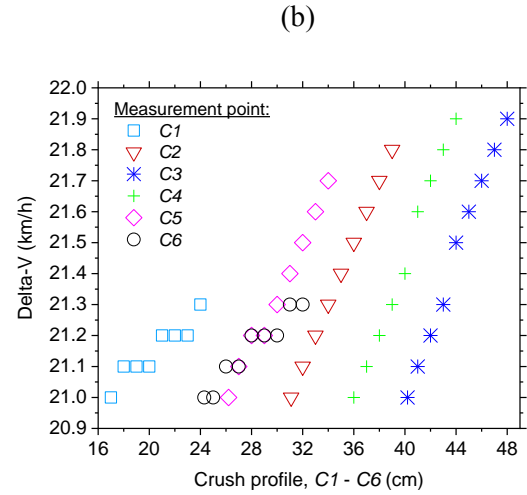 (b)
22.0
21.9
21.8
21.7
21.6
21.5
21.4
21.3
21.2
21.1
21.0
20.9
Delta-V (km/h)
Measurement point:
C1
C2
C3
C4
C5
C6
16 20 24 28 32 36 40 44 48
Crush profile, C1 - C6 (cm)